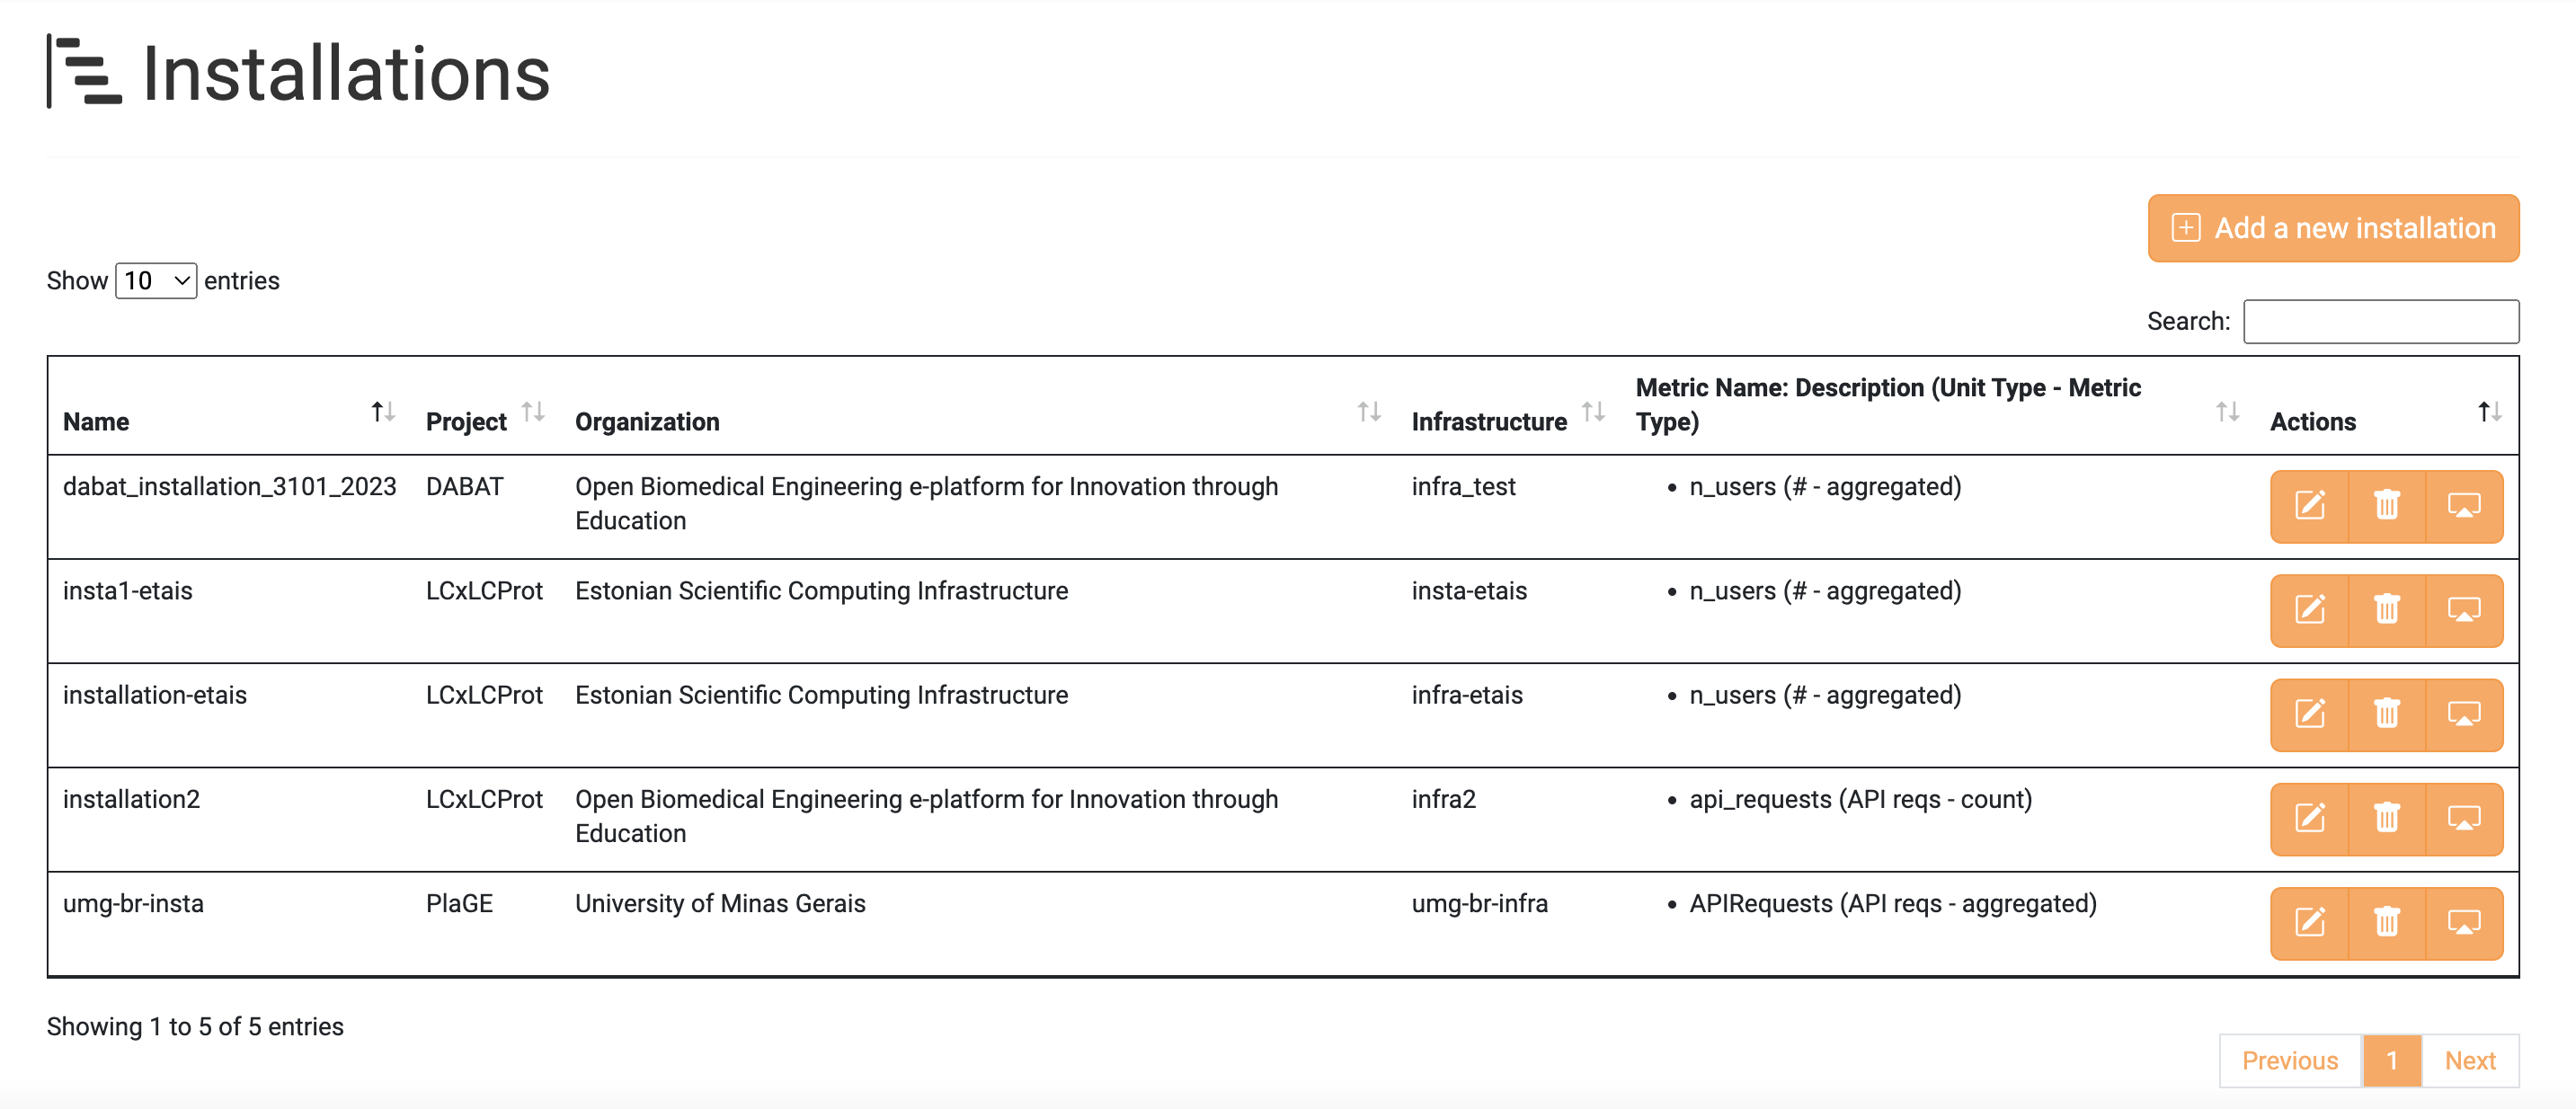 Installations
Add a new installation
Show 10 entries
Search:
Name Project Organization Infrastructure Metric Name: Description (Unit Type - Metric
Type) Actions
dabat_installation_3101_2023 DABAT Open Biomedical Engineering e-platform for Innovation through infra_test • n_users (# - aggregated)
Education
insta1-etais LCxLCProt Estonian Scientific Computing Infrastructure insta-etais • n_users (# - aggregated)
installation-etais LCxLCProt Estonian Scientific Computing Infrastructure infra-etais • n_users (# - aggregated)
installation2 LCxLCProt Open Biomedical Engineering e-platform for Innovation through infra2 • api_requests (API reqs - count)
Education
umg-br-insta PlaGE University of Minas Gerais umg-br-infra • APIRequests (API reqs - aggregated)
Showing 1 to 5 of 5 entries
Previous 1 Next